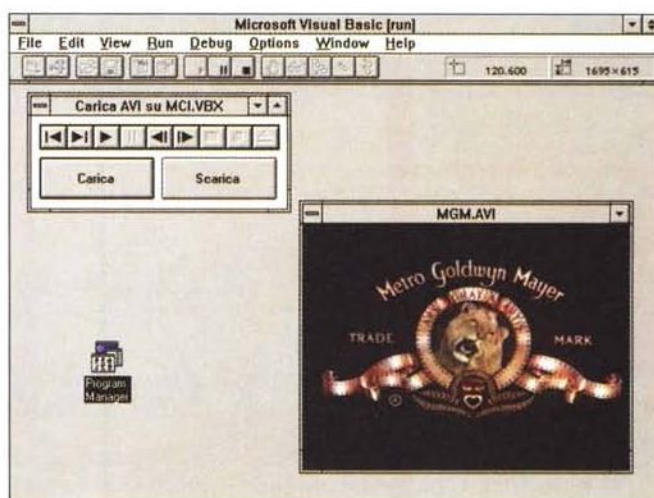 Microsoft Visual Basic [run]
File Edit View Run Debug Options Window Help
120.600 1695×615
Carica AVI su MCI.VBX
Carica Scarica
MGM.AVI
Metro Goldwyn Mayer
TRADE MARK
®
Program
Manager